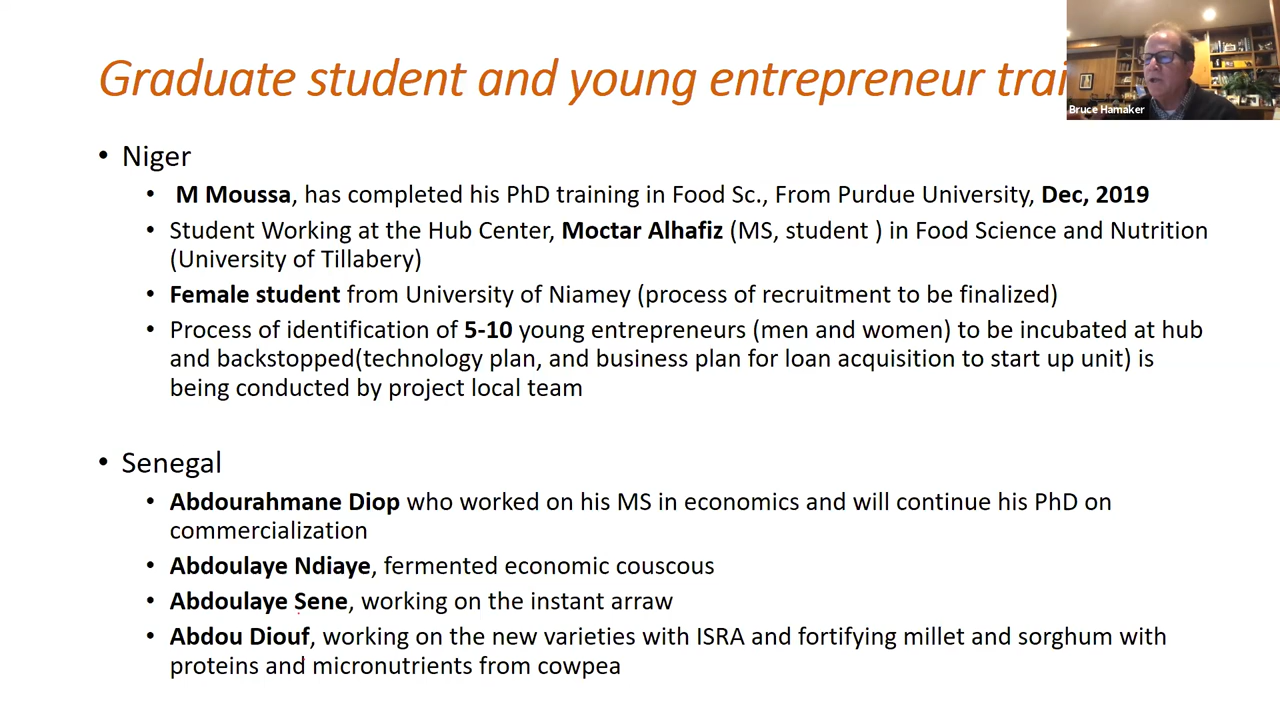 Graduate student and young entrepreneur
Bruce Hamaker
• Niger
• M Moussa, has completed his PhD training in Food Sc., From Purdue University, Dec, 2019
• Student Working at the Hub Center, Moctar Alhafiz (MS, student ) in Food Science and Nutrition
(University of Tillabery)
• Female student from University of Niamey (process of recruitment to be finalized)
• Process of identification of 5-10 young entrepreneurs (men and women) to be incubated at hub
and backstopped(technology plan, and business plan for loan acquisition to start up unit) is
being conducted by project local team
• Senegal
• Abdourahmane Diop who worked on his MS in economics and will continue his PhD on
commercialization
• Abdoulaye Ndiaye, fermented economic couscous
• Abdoulaye Sene, working on the instant arraw
• Abdou Diouf, working on the new varieties with ISRA and fortifying millet and sorghum with
proteins and micronutrients from cowpea